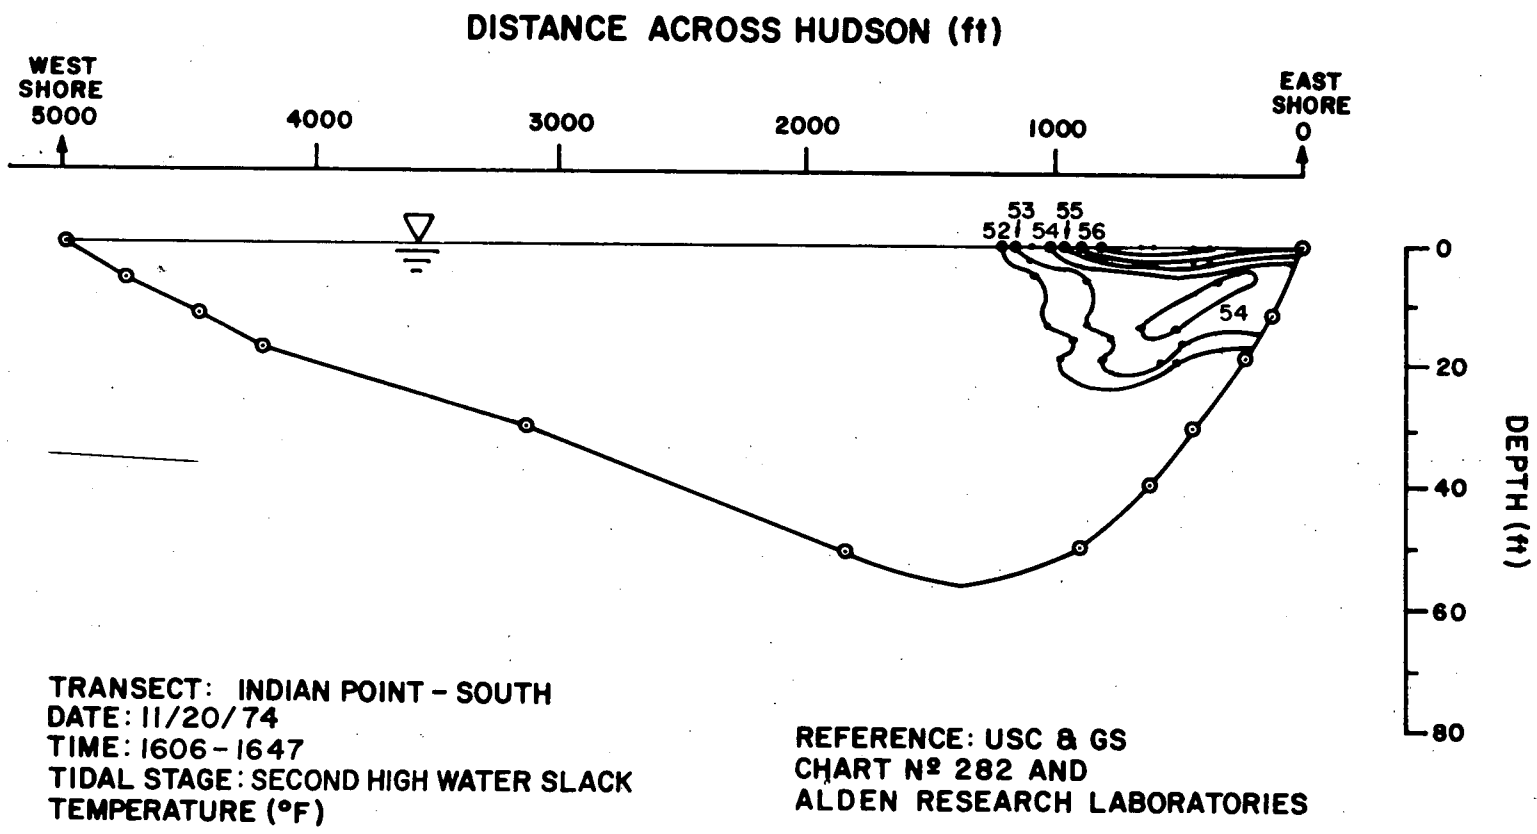 DISTANCE ACROSS HUDSON (ft)
WEST
SHORE
EAST
SHORE
5000 4000 3000 2000 1000 0
53 55
52 54 56
0
54
20
40
60
80
DEPTH (ft)
TRANSECT: INDIAN POINT - SOUTH
DATE: 11/20/74
TIME: 1606-1647
TIDAL STAGE: SECOND HIGH WATER SLACK
TEMPERATURE (°F)
REFERENCE: USC & GS
CHART Nº 282 AND
ALDEN RESEARCH LABORATORIES